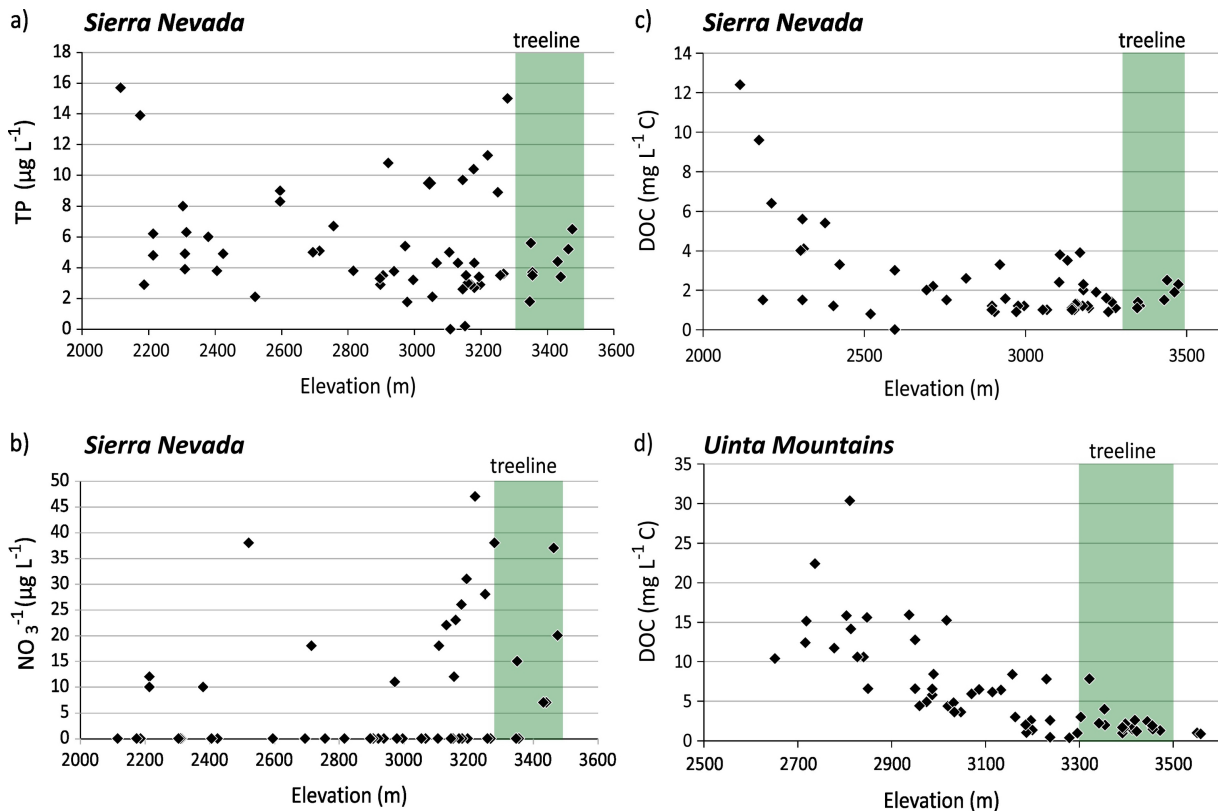 a) Sierra Nevada
treeline
TP (µg L⁻¹)
18
16
14
12
10
8
6
4
2
0
2000 2200 2400 2600 2800 3000 3200 3400 3600
Elevation (m)
c) Sierra Nevada
treeline
DOC (mg L⁻¹ C)
14
12
10
8
6
4
2
0
2000 2500 3000 3500
Elevation (m)
b) Sierra Nevada
treeline
NO₃⁻¹ (µg L⁻¹)
50
45
40
35
30
25
20
15
10
5
0
2000 2200 2400 2600 2800 3000 3200 3400 3600
Elevation (m)
d) Uinta Mountains
treeline
DOC (mg L⁻¹ C)
35
30
25
20
15
10
5
0
2500 2700 2900 3100 3300 3500
Elevation (m)